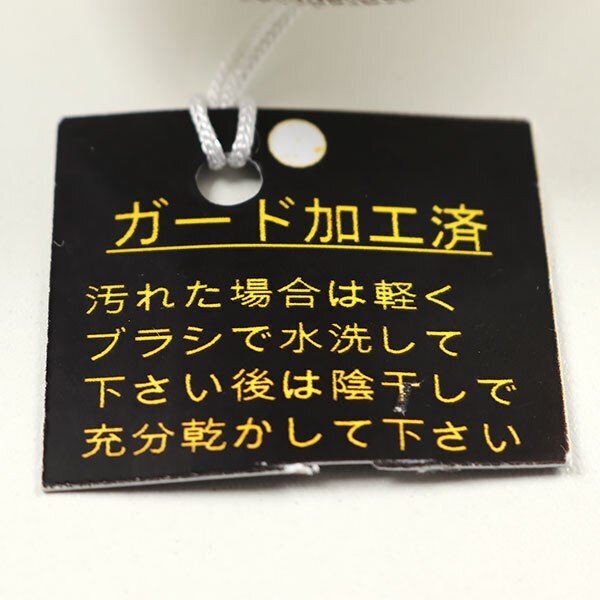 ガード加工済
汚れた場合は軽く
ブラシで水洗して
下さい後は陰干しで
充分乾かして下さい